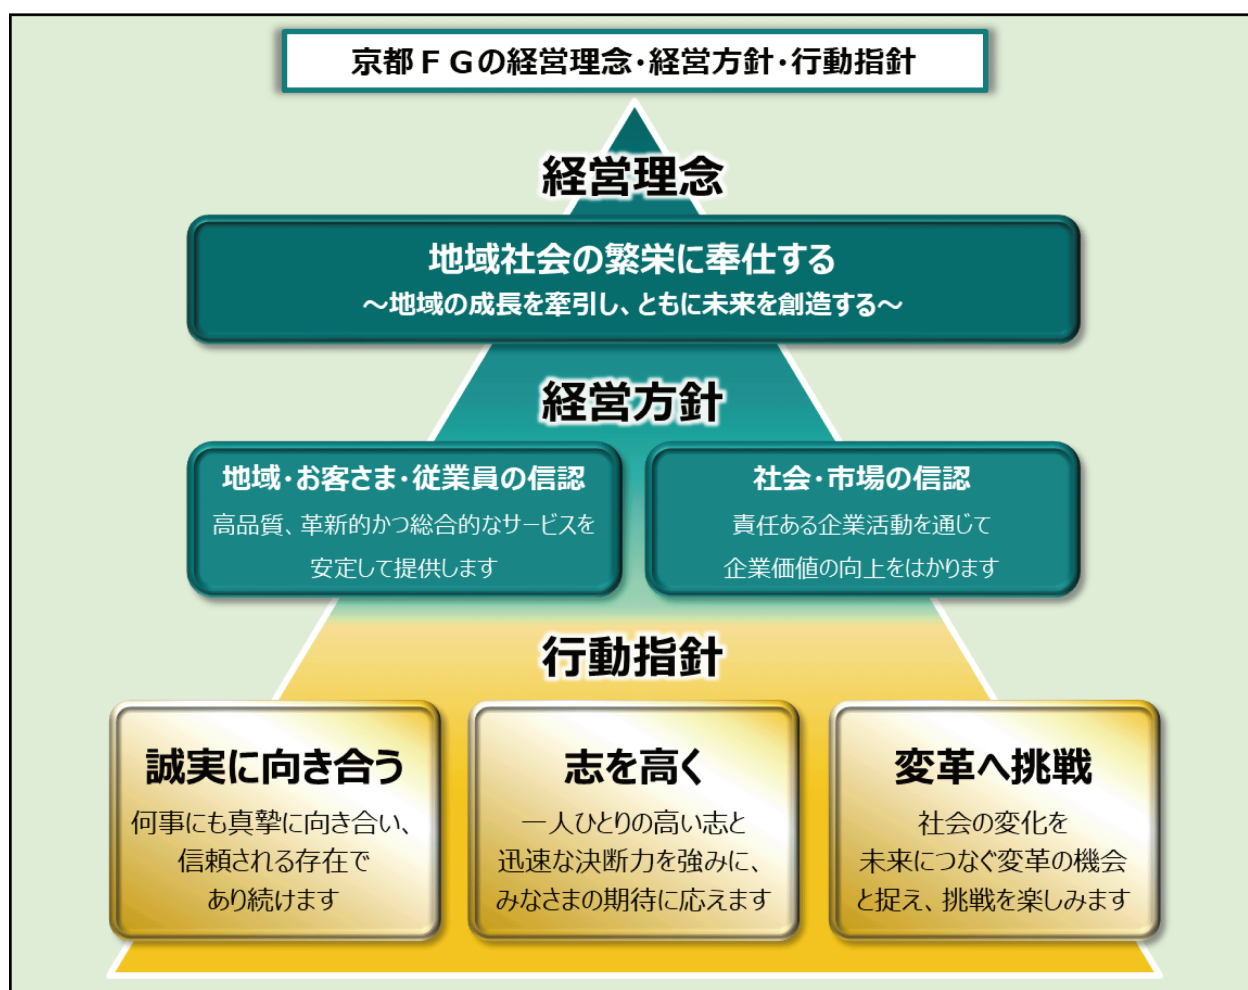 京都ＦＧの経営理念・経営方針・行動指針
経営理念
地域社会の繁栄に奉仕する
～地域の成長を牽引し、ともに未来を創造する～
経営方針
地域・お客さま・従業員の信認
高品質、革新的かつ総合的なサービスを
安定して提供します
社会・市場の信認
責任ある企業活動を通じて
企業価値の向上をはかります
行動指針
誠実に向き合う
何事にも真摯に向き合い、
信頼される存在で
あり続けます
志を高く
一人ひとりの高い志と
迅速な決断力を強みに、
みなさまの期待に応えます
変革へ挑戦
社会の変化を
未来につなぐ変革の機会
と捉え、挑戦を楽しみます